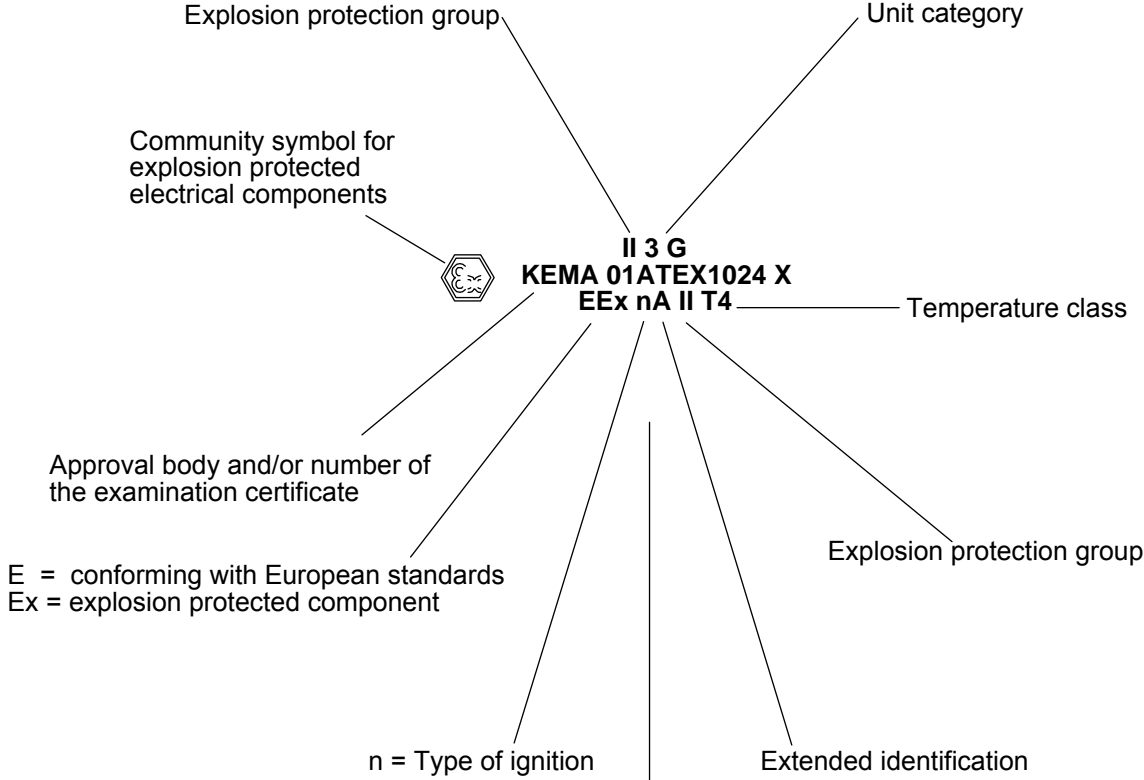 Explosion protection group
Unit category
Community symbol for
explosion protected
electrical components
II 3 G
KEMA 01ATEX1024 X
EEx nA II T4
Temperature class
Approval body and/or number of
the examination certificate
Explosion protection group
E = conforming with European standards
Ex = explosion protected component
n = Type of ignition
Extended identification